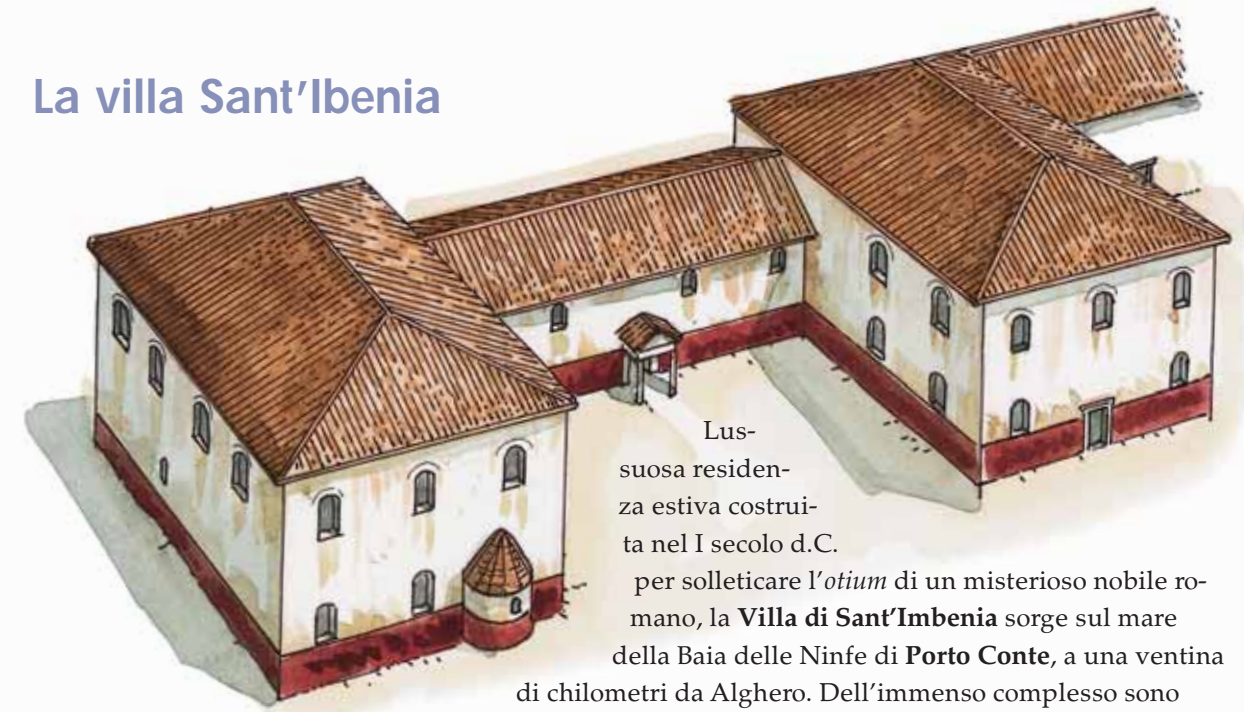 La villa Sant'Ibenia
Lus-
suosa residen-
za estiva costrui-
ta nel I secolo d.C.
per solleticare l'otium di un misterioso nobile ro-
mano, la Villa di Sant'Imbenia sorge sul mare
della Baia delle Ninfe di Porto Conte, a una ventina
di chilometri da Alghero. Dell'immenso complesso sono